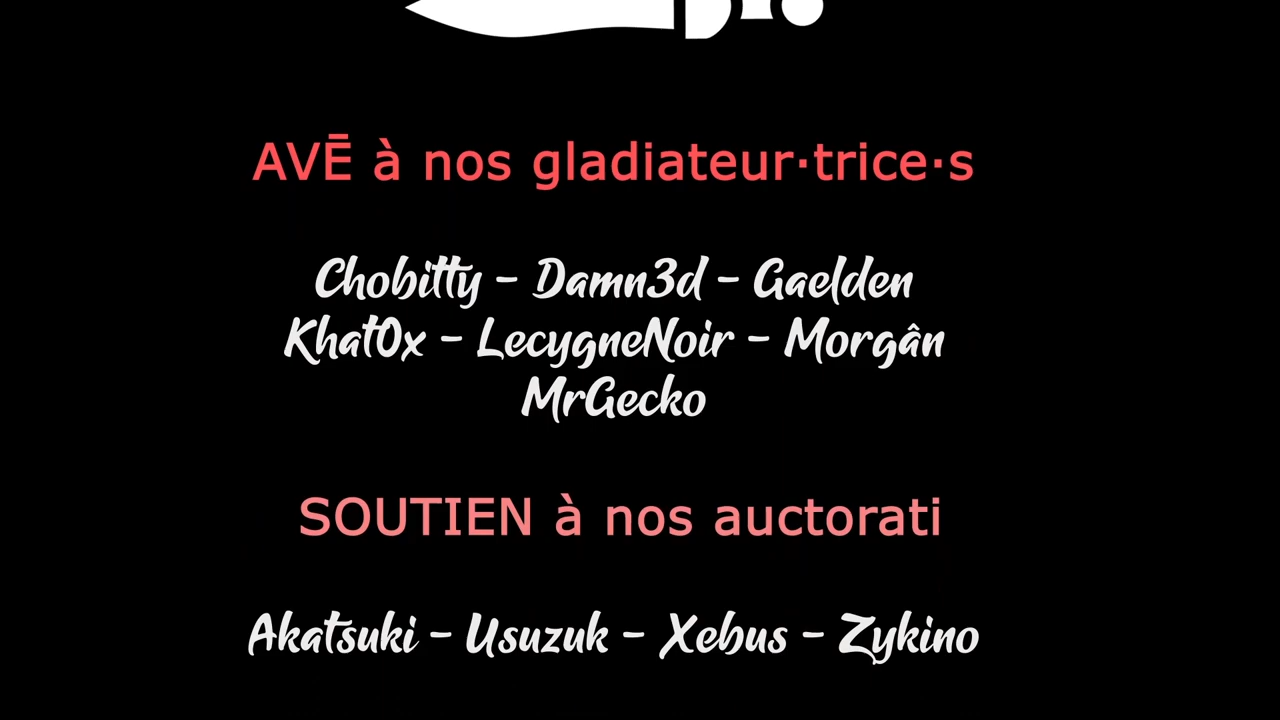 AVĒ à nos gladiateur·trice·s
Chobitty - Damn3d - Gaelden
Khat0x - LecygneNoir - Morgân
MrGecko
SOUTIEN à nos auctorati
Akatsuki - Usuzuk - Xebus - Zykino